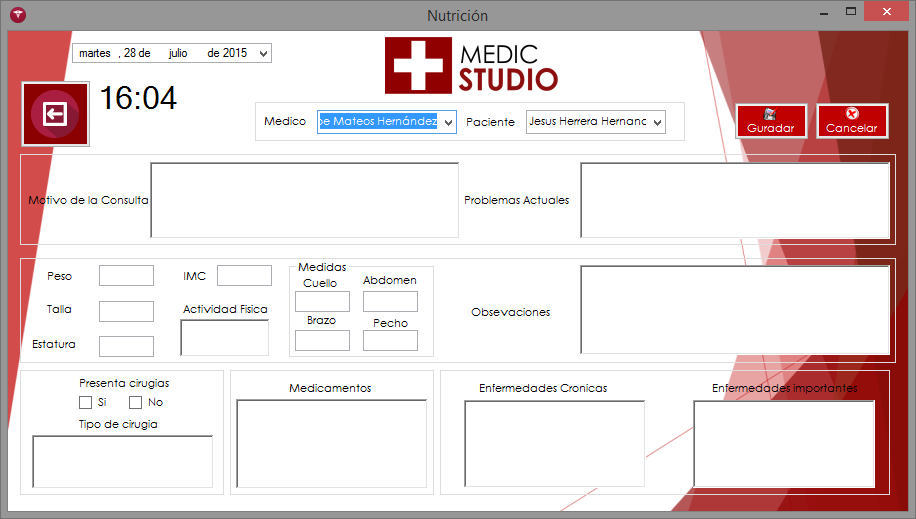 Nutrición
martes , 28 de julio de 2015
MEDIC
STUDIO
16:04
Medico
pe Mateos Hernández
Paciente
Jesus Herrera Hernanc
Guradar
Cancelar
Motivo de la Consulta
Problemas Actuales
Peso
IMC
Medidas
Cuello
Abdomen
Talla
Actividad Fisica
Obsevaciones
Brazo
Pecho
Estatura
Presenta cirugias
Si
No
Tipo de cirugia
Medicamentos
Enfermedades Cronicas
Enfermedades importantes